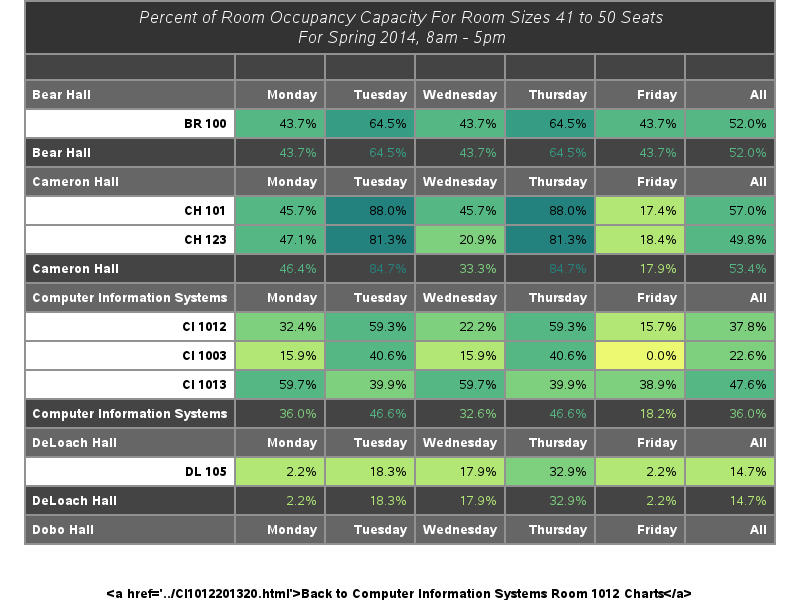 Percent of Room Occupancy Capacity For Room Sizes 41 to 50 Seats
For Spring 2014, 8am - 5pm
Bear Hall Monday Tuesday Wednesday Thursday Friday All
BR 100 43.7% 64.5% 43.7% 64.5% 43.7% 52.0%
Bear Hall 43.7% 64.5% 43.7% 64.5% 43.7% 52.0%
Cameron Hall Monday Tuesday Wednesday Thursday Friday All
CH 101 45.7% 88.0% 45.7% 88.0% 17.4% 57.0%
CH 123 47.1% 81.3% 20.9% 81.3% 18.4% 49.8%
Cameron Hall 46.4% 84.7% 33.3% 84.7% 17.9% 53.4%
Computer Information Systems Monday Tuesday Wednesday Thursday Friday All
CI 1012 32.4% 59.3% 22.2% 59.3% 15.7% 37.8%
CI 1003 15.9% 40.6% 15.9% 40.6% 0.0% 22.6%
CI 1013 59.7% 39.9% 59.7% 39.9% 38.9% 47.6%
Computer Information Systems 36.0% 46.6% 32.6% 46.6% 18.2% 36.0%
DeLoach Hall Monday Tuesday Wednesday Thursday Friday All
DL 105 2.2% 18.3% 17.9% 32.9% 2.2% 14.7%
DeLoach Hall 2.2% 18.3% 17.9% 32.9% 2.2% 14.7%
Dobo Hall Monday Tuesday Wednesday Thursday Friday All
&lt;a href='../CI1012201320.html'&gt;Back to Computer Information Systems Room 1012 Charts&lt;/a&gt;